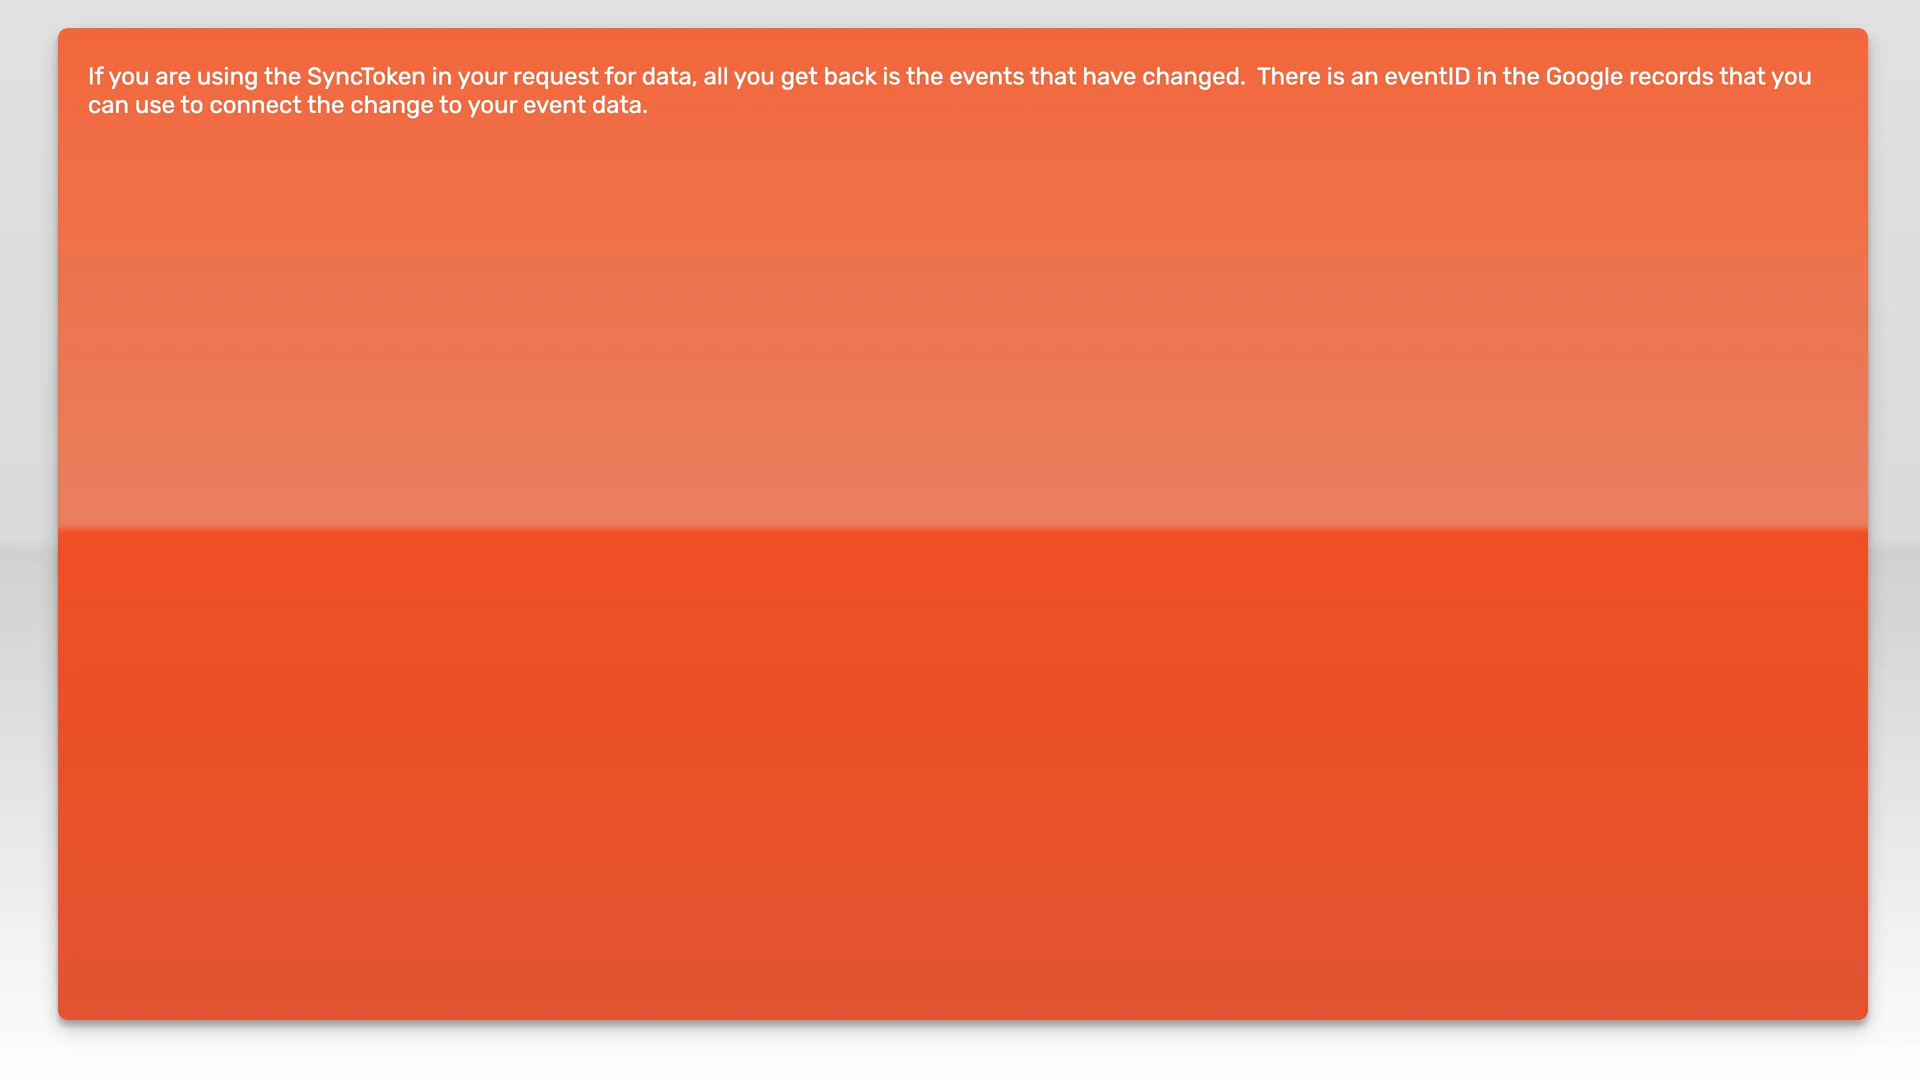 If you are using the SyncToken in your request for data, all you get back is the events that have changed.  There is an eventID in the Google records that you
can use to connect the change to your event data.